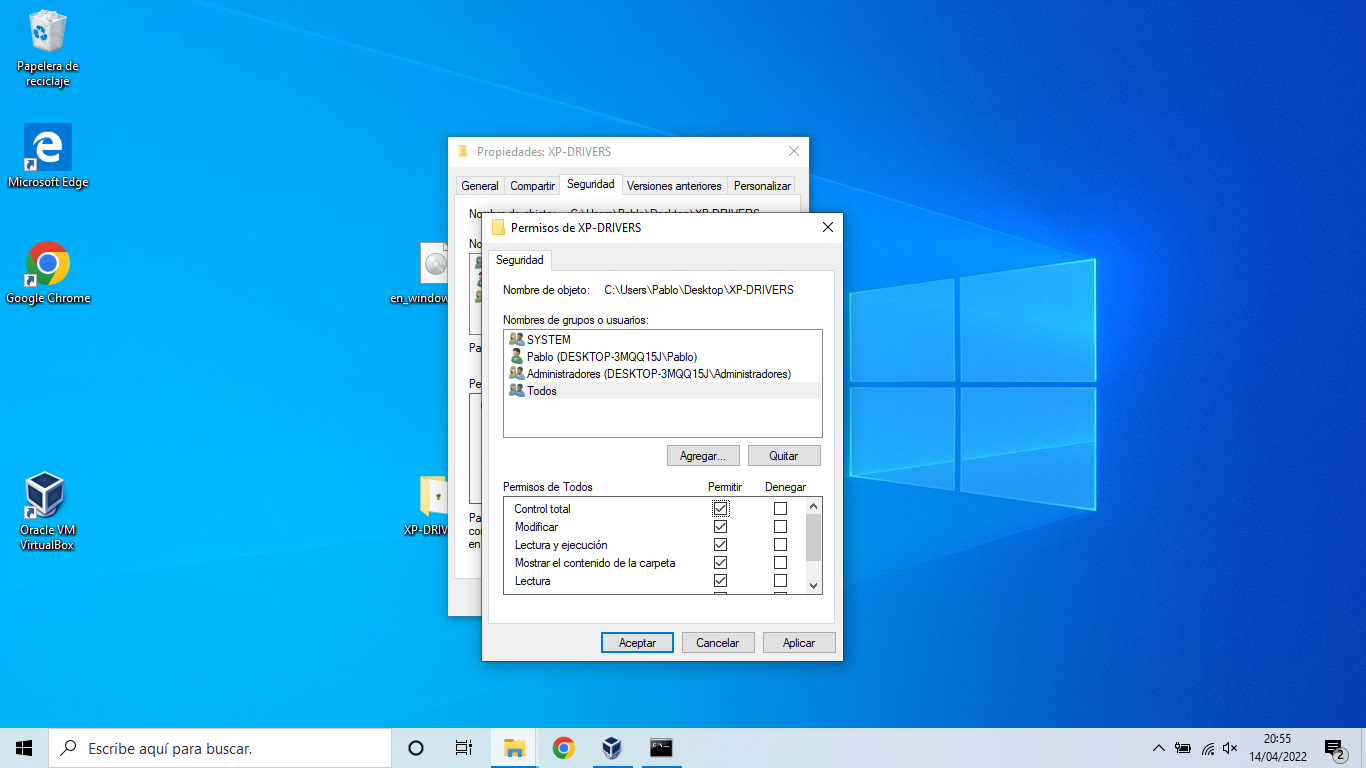 Papelera de
reciclaje
Microsoft Edge
Google Chrome
Oracle VM
VirtualBox
en_window
XP-DRIV
Propiedades: XP-DRIVERS
General
Compartir
Seguridad
Versiones anteriores
Personalizar
No
Pa
Pe
Pa
co
en
Permisos de XP-DRIVERS
Seguridad
Nombre de objeto: C:\Users\Pablo\Desktop\XP-DRIVERS
Nombres de grupos o usuarios:
SYSTEM
Pablo (DESKTOP-3MQQ15J\Pablo)
Administradores (DESKTOP-3MQQ15J\Administradores)
Todos
Agregar...
Quitar
Permisos de Todos Permitir Denegar
Control total
Modificar
Lectura y ejecución
Mostrar el contenido de la carpeta
Lectura
Aceptar
Cancelar
Aplicar
Escribe aquí para buscar.
20:55
14/04/2022
2